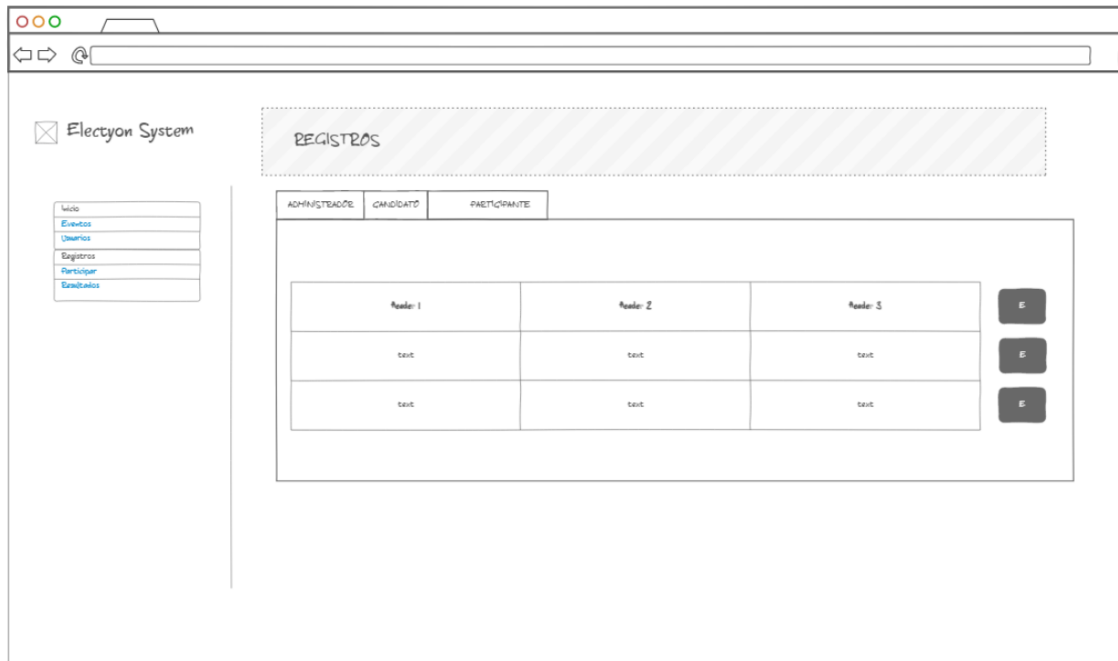 Electyon System
REGISTROS
Inicio
Eventos
Usuarios
Registros
Participar
Resultados
ADMINISTRADOR CANDIDATO PARTICIPANTE
Header 1 Header 2 Header 3 E
text text text E
text text text E